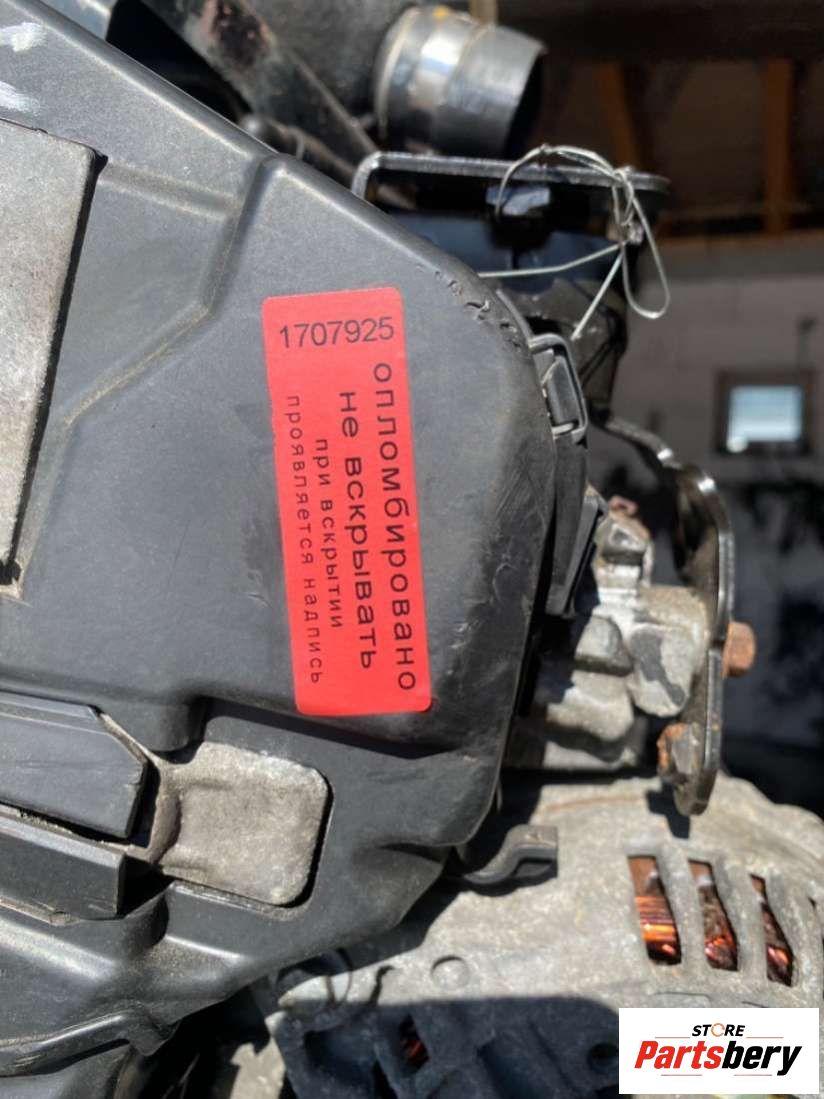 1707925
опломбировано
не вскрывать
при вскрытии
проявляется надпись
STORE
Partsbery